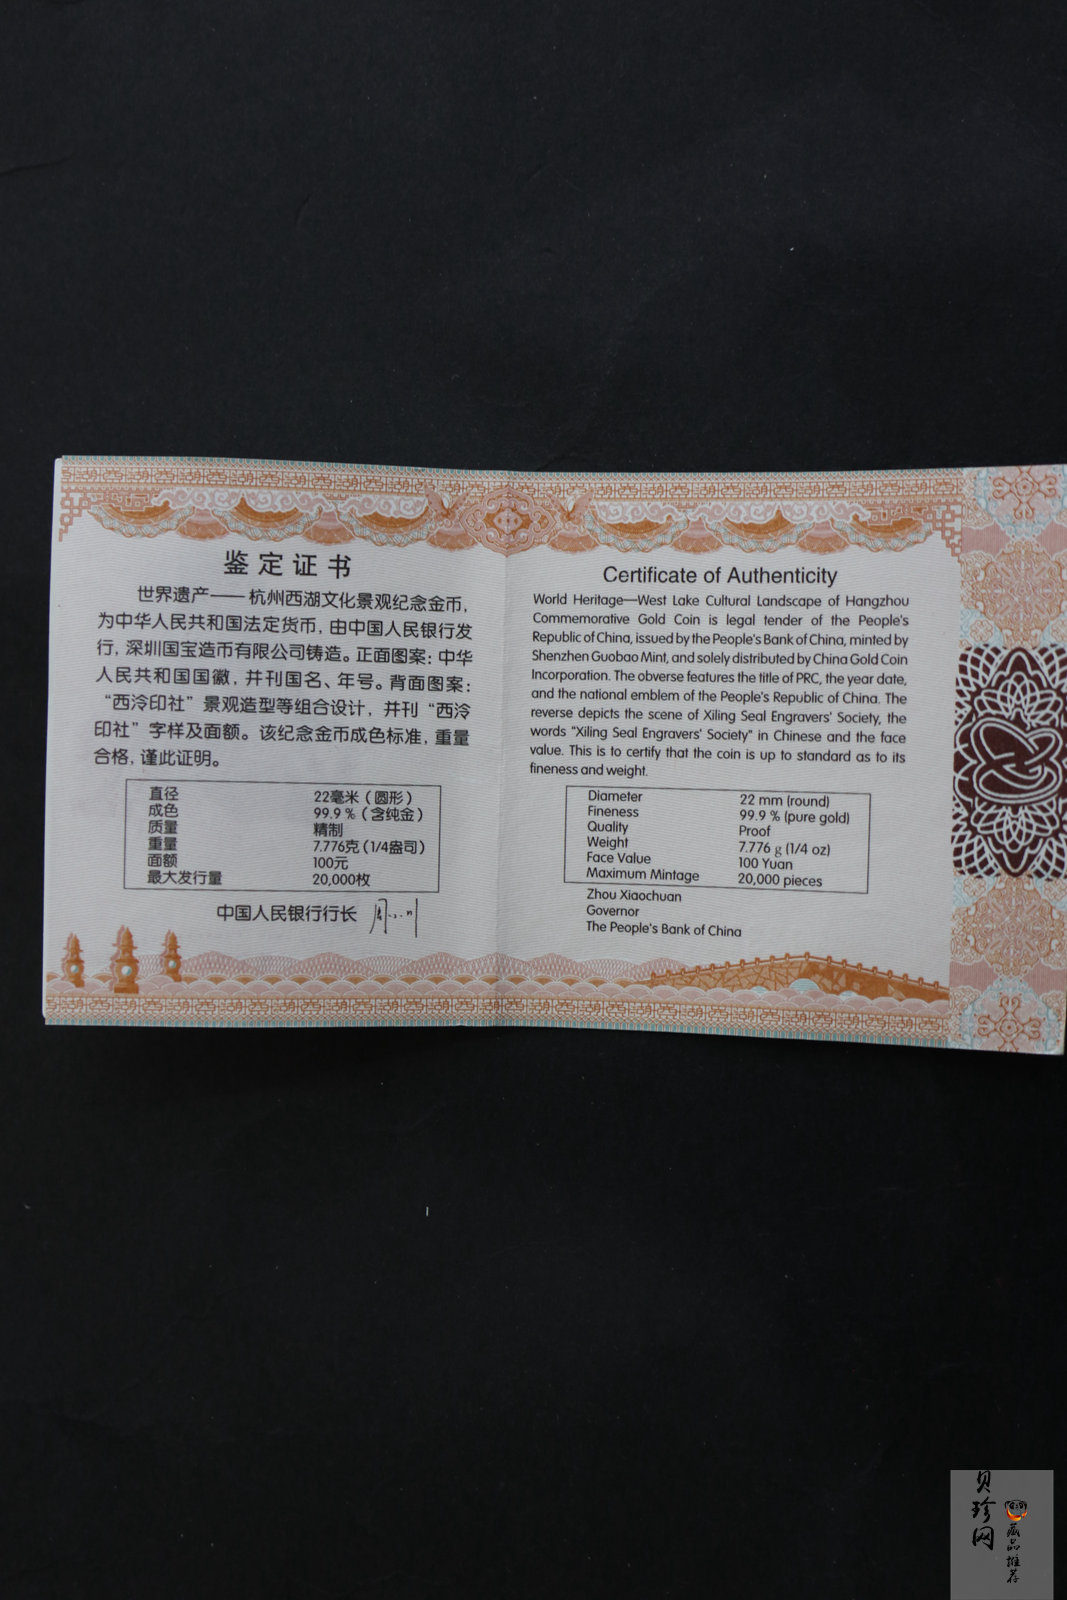 鉴定证书
世界遗产——杭州西湖文化景观纪念金币，
为中华人民共和国法定货币，由中国人民银行发
行，深圳国宝造币有限公司铸造。正面图案：中华
人民共和国国徽，并刊国名、年号。背面图案：
“西泠印社”景观造型等组合设计，并刊“西泠
印社”字样及面额。该纪念金币成色标准，重量
合格，谨此证明。
直径 22毫米（圆形）
成色 99.9 %（含纯金）
质量 精制
重量 7.776克（1/4盎司）
面额 100元
最大发行量 20,000枚
中国人民银行行长
Certificate of Authenticity
World Heritage—West Lake Cultural Landscape of Hangzhou
Commemorative Gold Coin is legal tender of the People's
Republic of China, issued by the People's Bank of China, minted by
Shenzhen Guobao Mint, and solely distributed by China Gold Coin
Incorporation. The obverse features the title of PRC, the year date,
and the national emblem of the People's Republic of China. The
reverse depicts the scene of Xiling Seal Engravers' Society, the
words "Xiling Seal Engravers' Society" in Chinese and the face
value. This is to certify that the coin is up to standard as to its
fineness and weight.
Diameter 22 mm (round)
Fineness 99.9 % (pure gold)
Quality Proof
Weight 7.776 g (1/4 oz)
Face Value 100 Yuan
Maximum Mintage 20,000 pieces
Zhou Xiaochuan
Governor
The People's Bank of China
贝珍网
藏品推荐